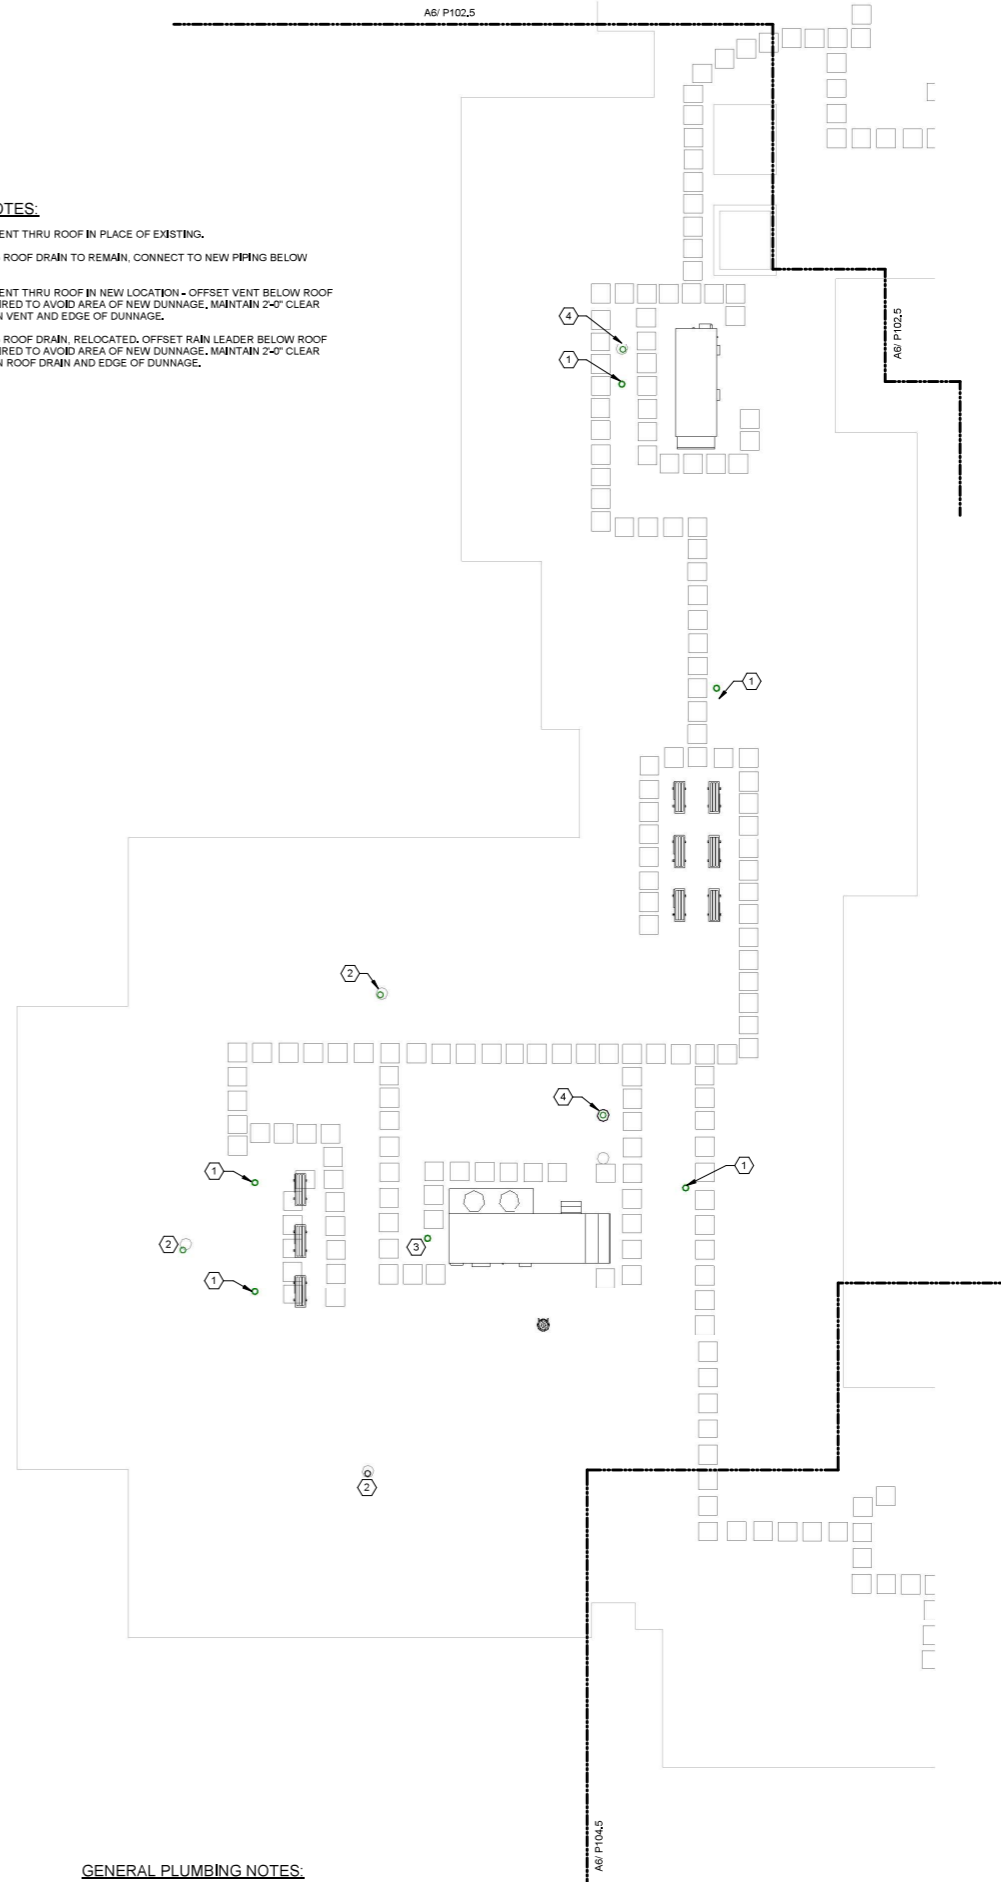 A6/ P102.5
OTES:
ENT THRU ROOF IN PLACE OF EXISTING.
ROOF DRAIN TO REMAIN, CONNECT TO NEW PIPING BELOW
ENT THRU ROOF IN NEW LOCATION - OFFSET VENT BELOW ROOF
IRED TO AVOID AREA OF NEW DUNNAGE. MAINTAIN 2'-0" CLEAR
N VENT AND EDGE OF DUNNAGE.
ROOF DRAIN, RELOCATED. OFFSET RAIN LEADER BELOW ROOF
IRED TO AVOID AREA OF NEW DUNNAGE. MAINTAIN 2'-0" CLEAR
N ROOF DRAIN AND EDGE OF DUNNAGE.
4
A6/ P102.5
1
1
2
4
1
1
2
3
1
2
A6/ P104.5
GENERAL PLUMBING NOTES: